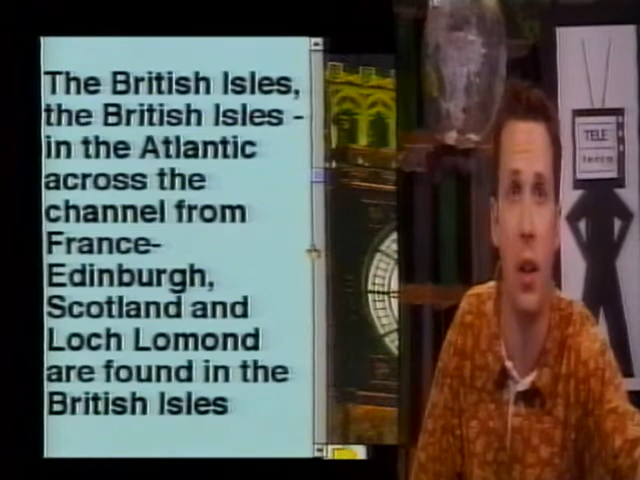 The British Isles,
the British Isles -
in the Atlantic
across the
channel from
France-
Edinburgh,
Scotland and
Loch Lomond
are found in the
British Isles
TELE